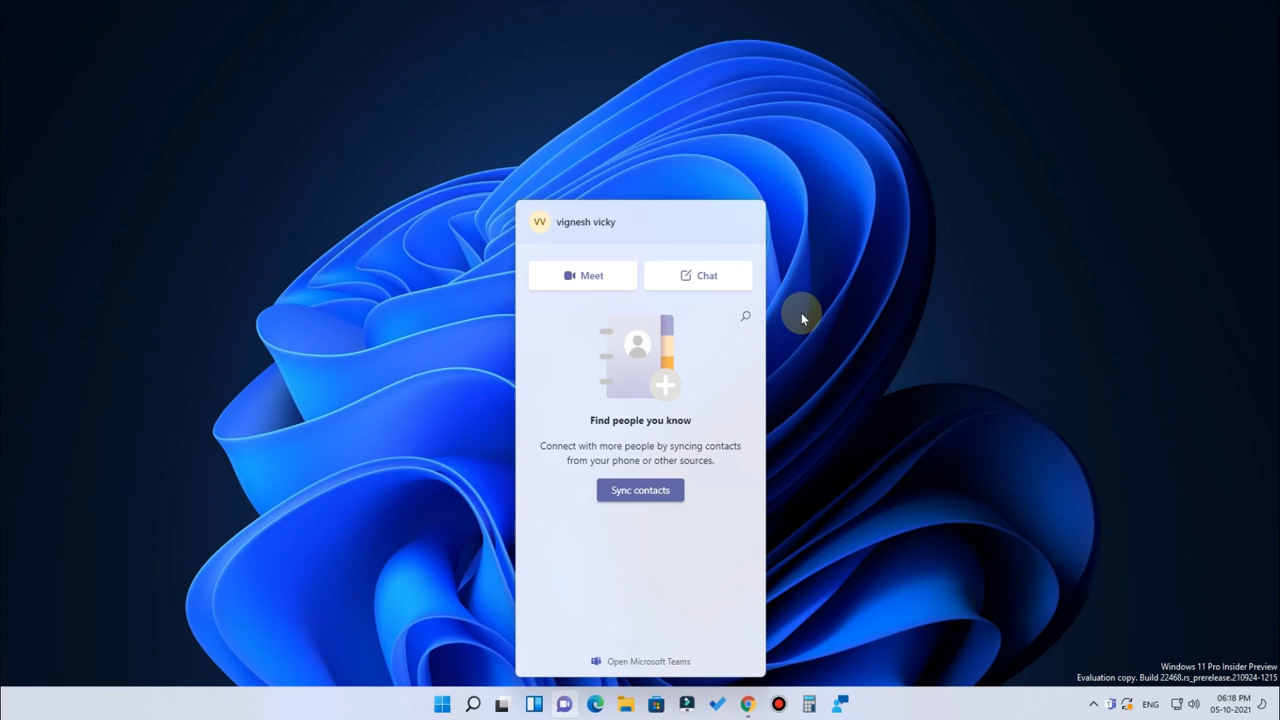 VV vignesh vicky
Meet
Chat
Find people you know
Connect with more people by syncing contacts
from your phone or other sources.
Sync contacts
Open Microsoft Teams
Windows 11 Pro Insider Preview
Evaluation copy. Build 22468.rs_prerelease.210924-1215
ENG
06:18 PM
05-10-2021